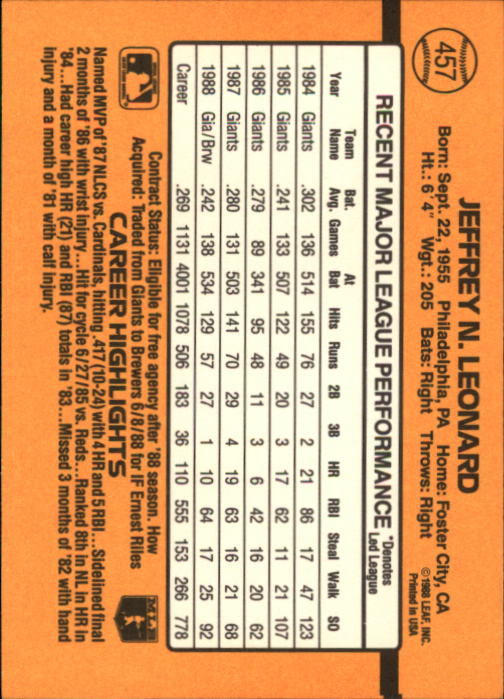 457
JEFFREY N. LEONARD
Born: Sept. 22, 1955 Philadelphia, PA Home: Foster City, CA
Ht.: 6'4" Wgt.: 205 Bats: Right Throws: Right
©1988 LEAF, INC.
Printed in USA
RECENT MAJOR LEAGUE PERFORMANCE *Denotes Led League
Year Team Name Bat. Avg. Games At Bat Hits Runs 2B 3B HR RBI Steal Walk SO
1984 Giants .302 136 514 155 76 27 2 21 86 17 47 123
1985 Giants .241 133 507 122 49 20 3 17 62 11 21 107
1986 Giants .279 89 341 95 48 11 3 6 42 16 20 62
1987 Giants .280 131 503 141 70 29 4 19 63 16 21 68
1988 Gia/Brw .242 138 534 129 57 27 1 10 64 17 25 92
Career .269 1131 4001 1078 506 183 36 110 555 153 266 778
Contract Status: Eligible for free agency after '88 season. How
Acquired: Traded from Giants to Brewers 6/8/88 for IF Ernest Riles
MLB
CAREER HIGHLIGHTS
Named MVP of '87 NLCS vs. Cardinals, hitting .417 (10-24) with 4 HR and 5 RBI...Sidelined final
2 months of '86 with wrist injury...Hit for cycle 6/27/85 vs. Reds...Ranked 8th in NL in HR in
'84...Had career high HR (21) and RBI (87) totals in '83...Missed 3 months of '82 with hand
injury and a month of '81 with calf injury.